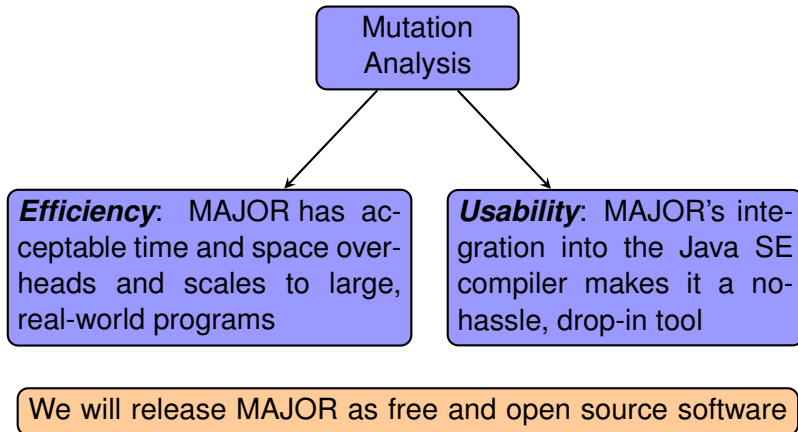 Mutation
Analysis
Efficiency: MAJOR has ac-
ceptable time and space over-
heads and scales to large,
real-world programs
Usability: MAJOR's inte-
gration into the Java SE
compiler makes it a no-
hassle, drop-in tool
We will release MAJOR as free and open source software